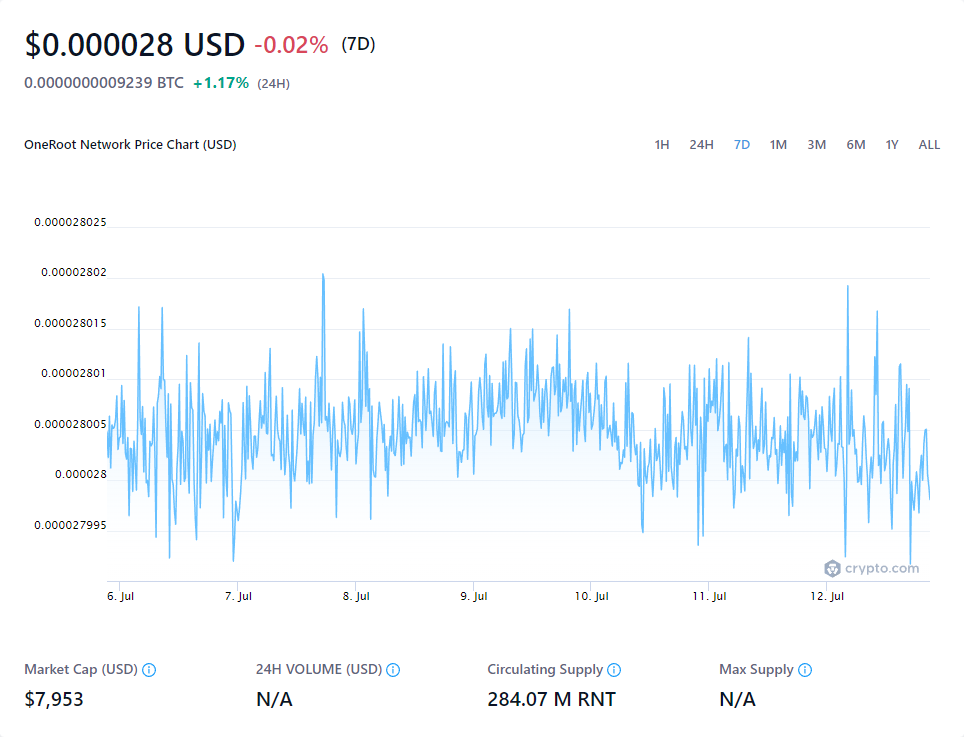 $0.000028 USD -0.02% (7D)
0.0000000009239 BTC +1.17% (24H)
OneRoot Network Price Chart (USD) 1H 24H 7D 1M 3M 6M 1Y ALL
0.000028025
0.00002802
0.000028015
0.00002801
0.000028005
0.000028
0.000027995
crypto.com
6. Jul 7. Jul 8. Jul 9. Jul 10. Jul 11. Jul 12. Jul
Market Cap (USD) 24H VOLUME (USD) Circulating Supply Max Supply
$7,953 N/A 284.07 M RNT N/A